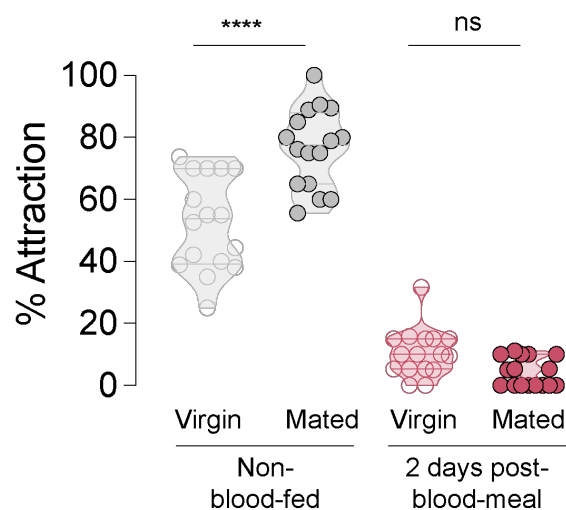 **** ns
% Attraction
100
80
60
40
20
0
Virgin Mated Virgin Mated
Non-
blood-fed
2 days post-
blood-meal